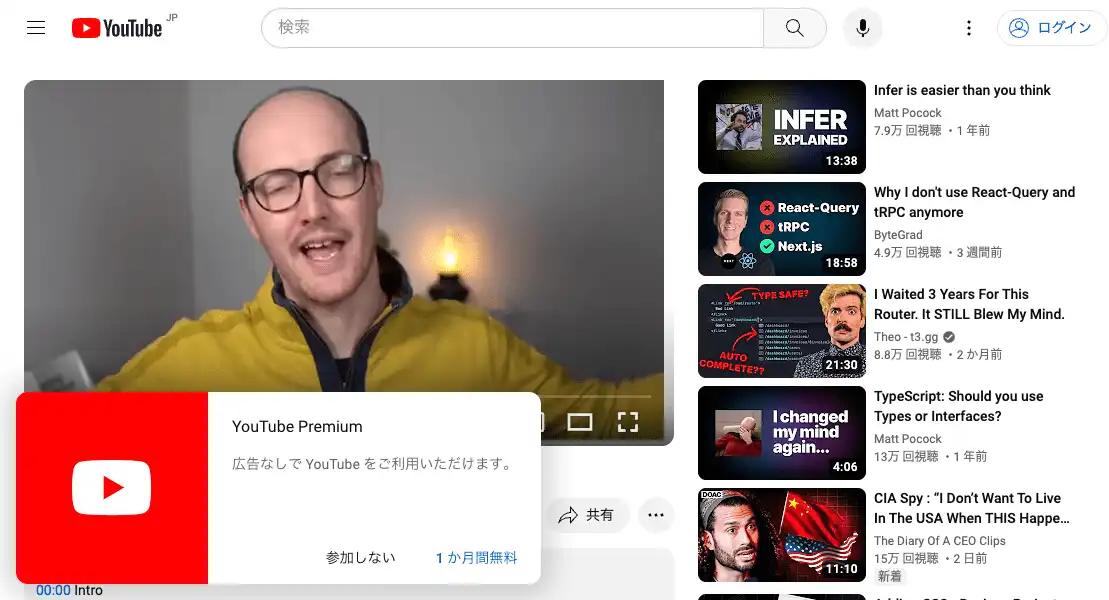 YouTube JP
検索
ログイン
INFER
EXPLAINED
13:38
Infer is easier than you think
Matt Pocock
7.9万 回視聴 ・1 年前
React-Query
tRPC
Next.js
18:58
Why I don't use React-Query and
tRPC anymore
ByteGrad
4.9万 回視聴 ・3 週間前
TYPE SAFE?
AUTO
COMPLETE??
21:30
I Waited 3 Years For This
Router. It STILL Blew My Mind.
Theo - t3.gg
8.8万 回視聴 ・2 か月前
I changed
my mind
again...
4:06
TypeScript: Should you use
Types or Interfaces?
Matt Pocock
13万 回視聴 ・1 年前
DOAC
11:10
CIA Spy : “I Don’t Want To Live
In The USA When THIS Happe…
The Diary Of A CEO Clips
15万 回視聴 ・2 日前
新着
YouTube Premium
広告なしで YouTube をご利用いただけます。
参加しない
1 か月間無料
共有
00:00 Intro